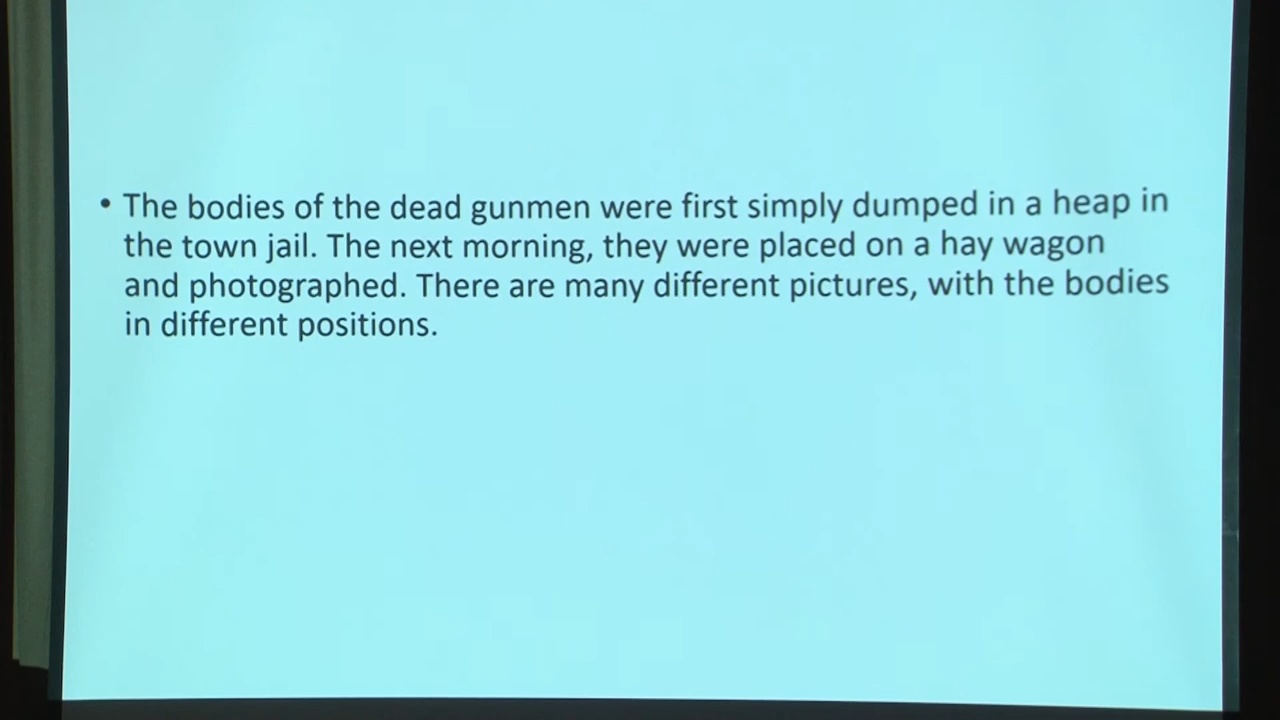 • The bodies of the dead gunmen were first simply dumped in a heap in
the town jail. The next morning, they were placed on a hay wagon
and photographed. There are many different pictures, with the bodies
in different positions.